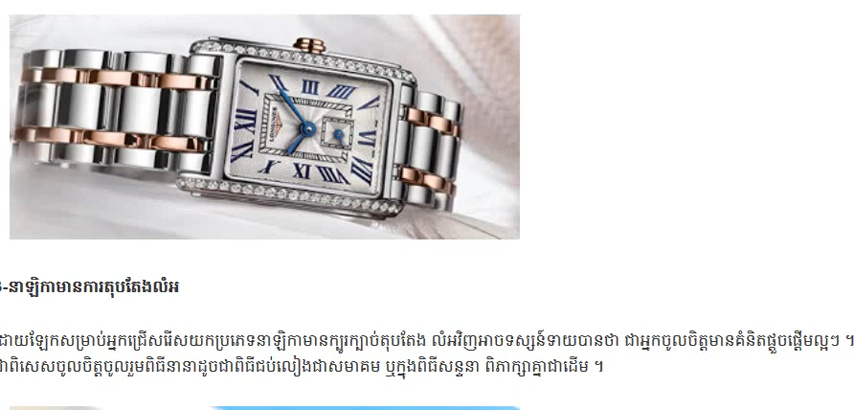 LONGINES
-នាឡិកាមានការតុបតែងលំអ
ដោយឡែកសម្រាប់អ្នកជ្រើសរើសយកប្រភេទនាឡិកាមានក្បូរក្បាច់តុបតែង លំអវិញអាចទស្សន៍ទាយបានថា ជាអ្នកចូលចិត្តមានគំនិតផ្តួចផ្តើមល្អៗ ។
ជាពិសេសចូលចិត្តចូលរួមពិធីនានាដូចជាពិធីជប់លៀងជាសមាគម ឬក្នុងពិធីសន្ទនា ពិភាក្សាគ្នាជាដើម ។